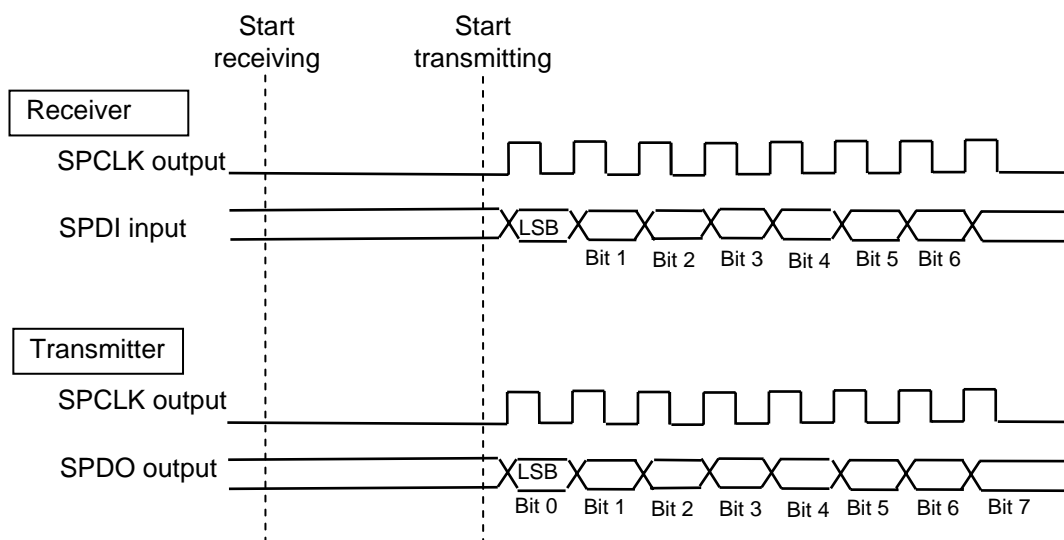 Start receiving
Start transmitting
Receiver
SPCLK output
SPDI input
LSB
Bit 1 Bit 2 Bit 3 Bit 4 Bit 5 Bit 6
Transmitter
SPCLK output
SPDO output
LSB
Bit 0 Bit 1 Bit 2 Bit 3 Bit 4 Bit 5 Bit 6 Bit 7